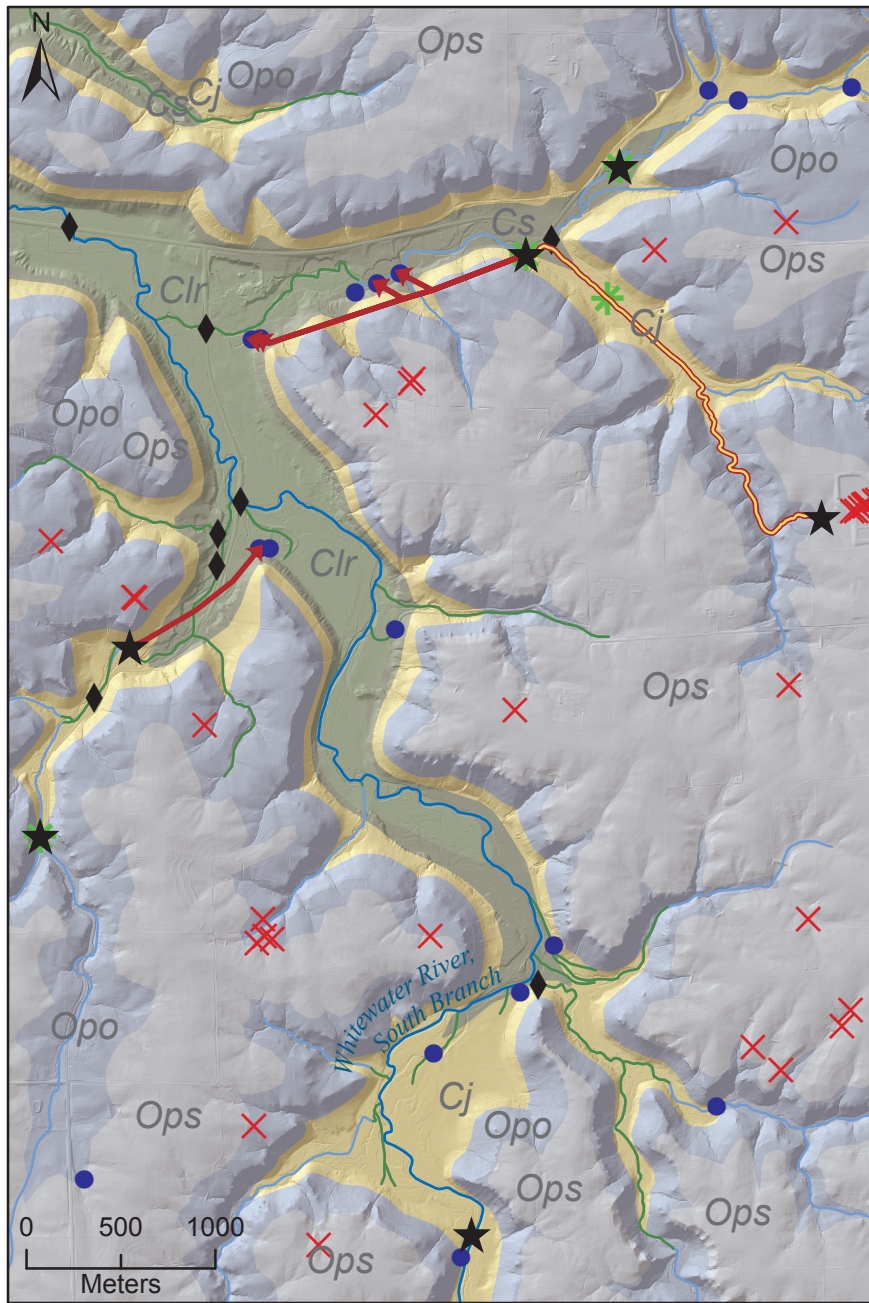 N
Ops
Opo
Cj
Cs
Opo
Cs
Ops
Clr
Cj
Opo
Ops
Clr
Ops
Whitewater River,
South Branch
Opo
Cj
Ops
Opo
Ops
Ops
Ops
0 500 1000
Meters